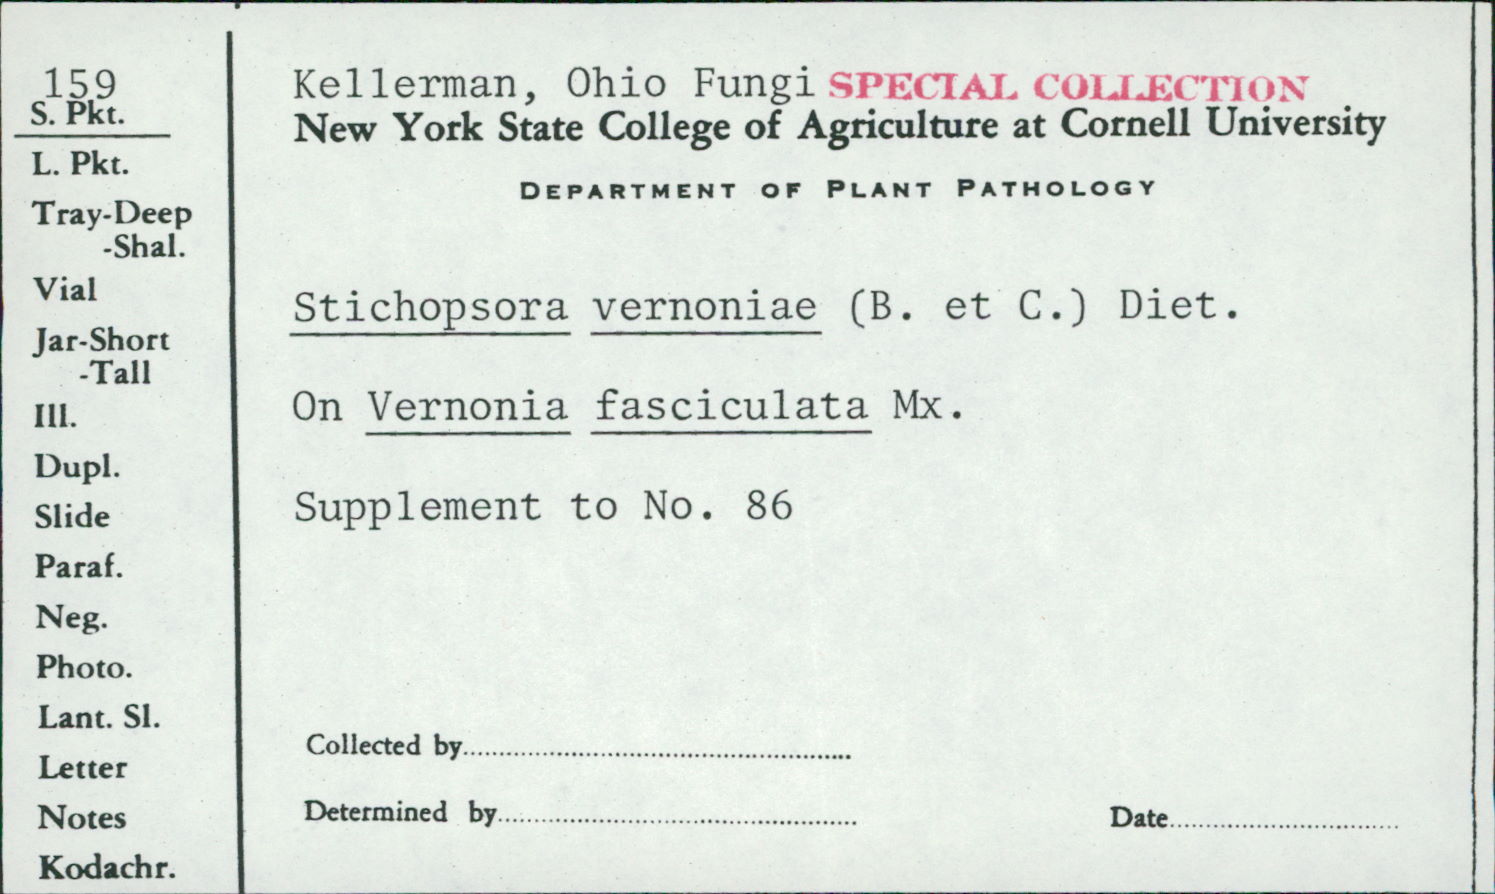 159
S. Pkt.
L. Pkt.
Tray-Deep
-Shal.
Vial
Jar-Short
-Tall
Ill.
Dupl.
Slide
Paraf.
Neg.
Photo.
Lant. Sl.
Letter
Notes
Kodachr.
Kellerman, Ohio Fungi SPECIAL COLLECTION
New York State College of Agriculture at Cornell University
DEPARTMENT OF PLANT PATHOLOGY
Stichopsora vernoniae (B. et C.) Diet.
On Vernonia fasciculata Mx.
Supplement to No. 86
Collected by
Determined by
Date